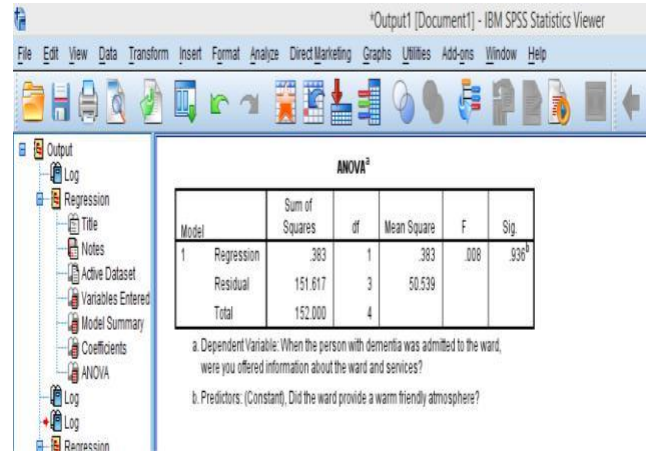 *Output1 [Document1] - IBM SPSS Statistics Viewer
File Edit View Data Transform Insert Format Analyze Direct Marketing Graphs Utilities Add-ons Window Help
Output
Log
Regression
Title
Notes
Active Dataset
Variables Entered
Model Summary
Coefficients
ANOVA
Log
Log
Regression
ANOVAa
Model Sum of Squares df Mean Square F Sig.
1 Regression .383 1 .383 .008 .936b
Residual 151.617 3 50.539
Total 152.000 4
a. Dependent Variable: When the person with dementia was admitted to the ward,
were you offered information about the ward and services?
b. Predictors: (Constant), Did the ward provide a warm friendly atmosphere?